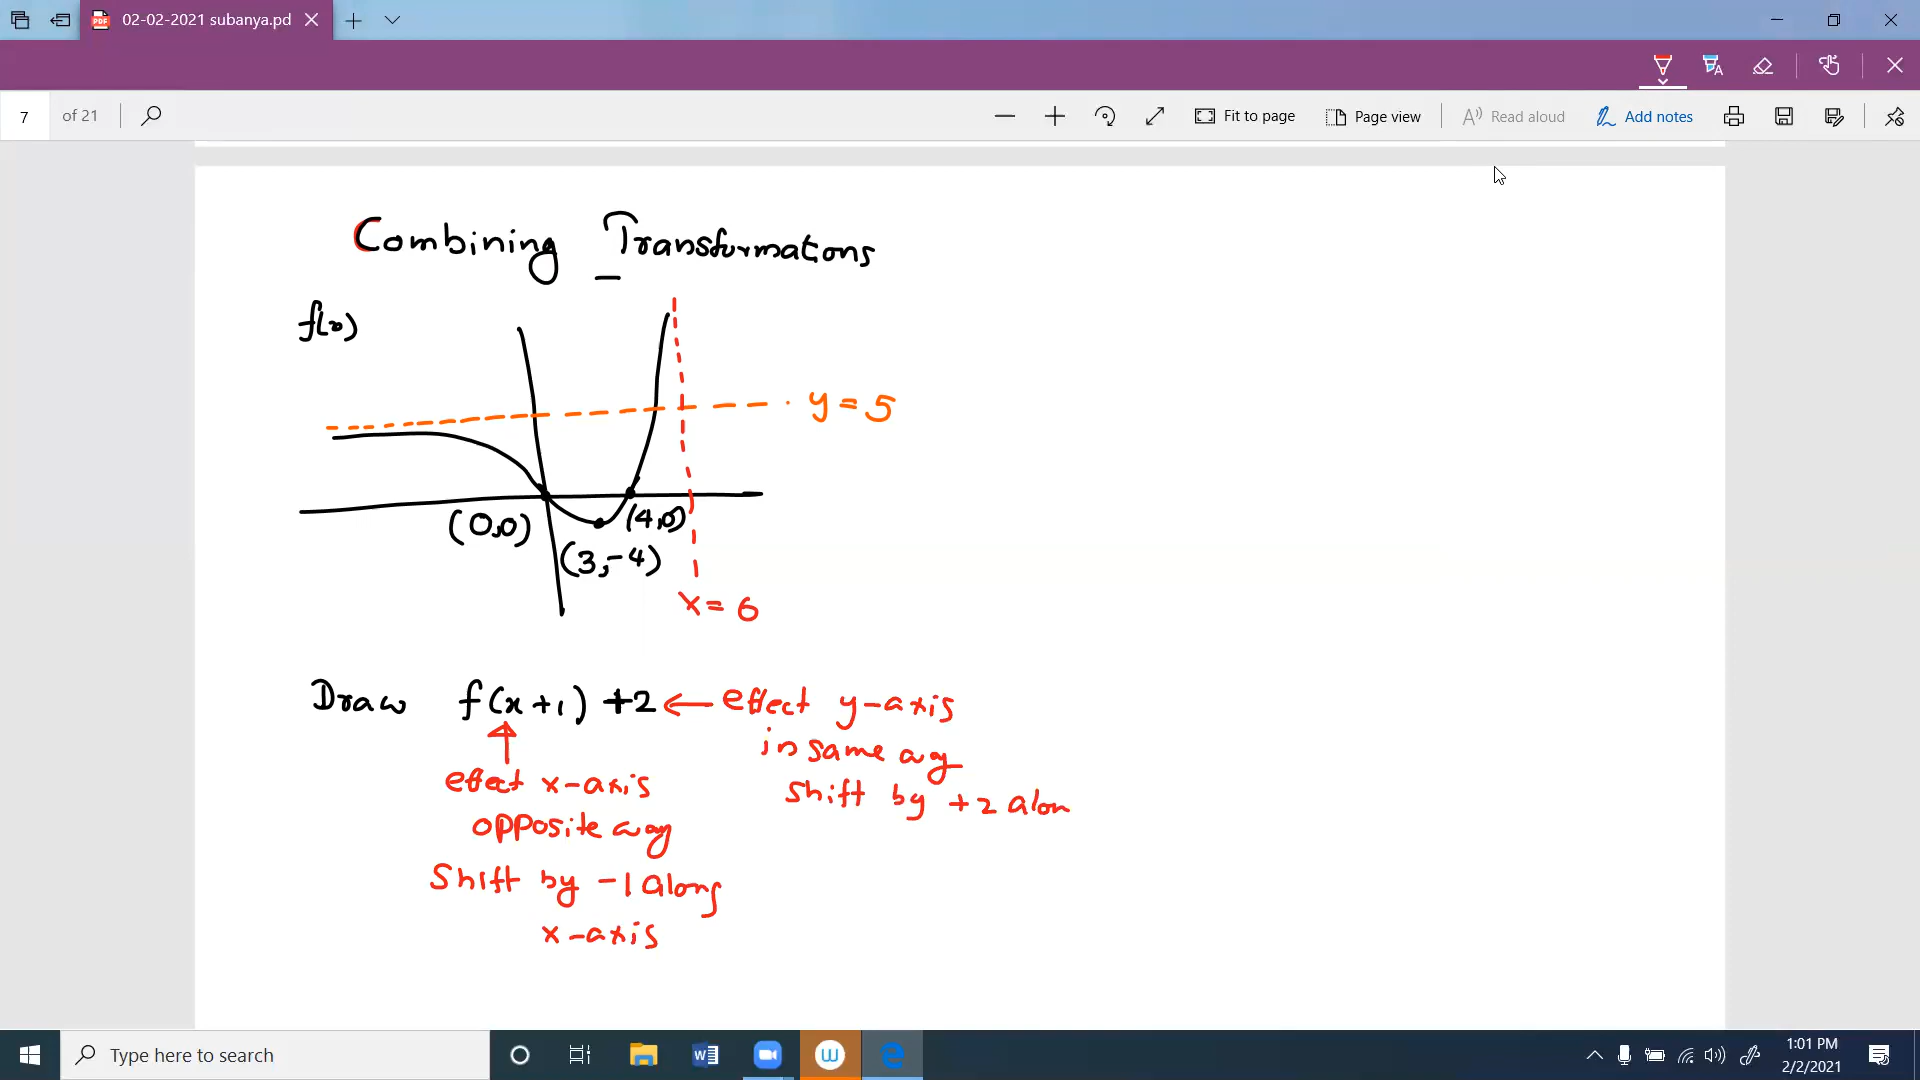 02-02-2021 subanya.pd
7 of 21
Fit to page
Page view
Read aloud
Add notes
Combining Transformatons
f(x)
y = 5
(0,0)
(4,0)
(3,-4)
x = 6
Draw f(x+1) +2 ← effect y-axis
in same way
shift by +2 alon
effect x-axis
opposite way
Shift by -1 along
x-axis
Type here to search
1:01 PM
2/2/2021